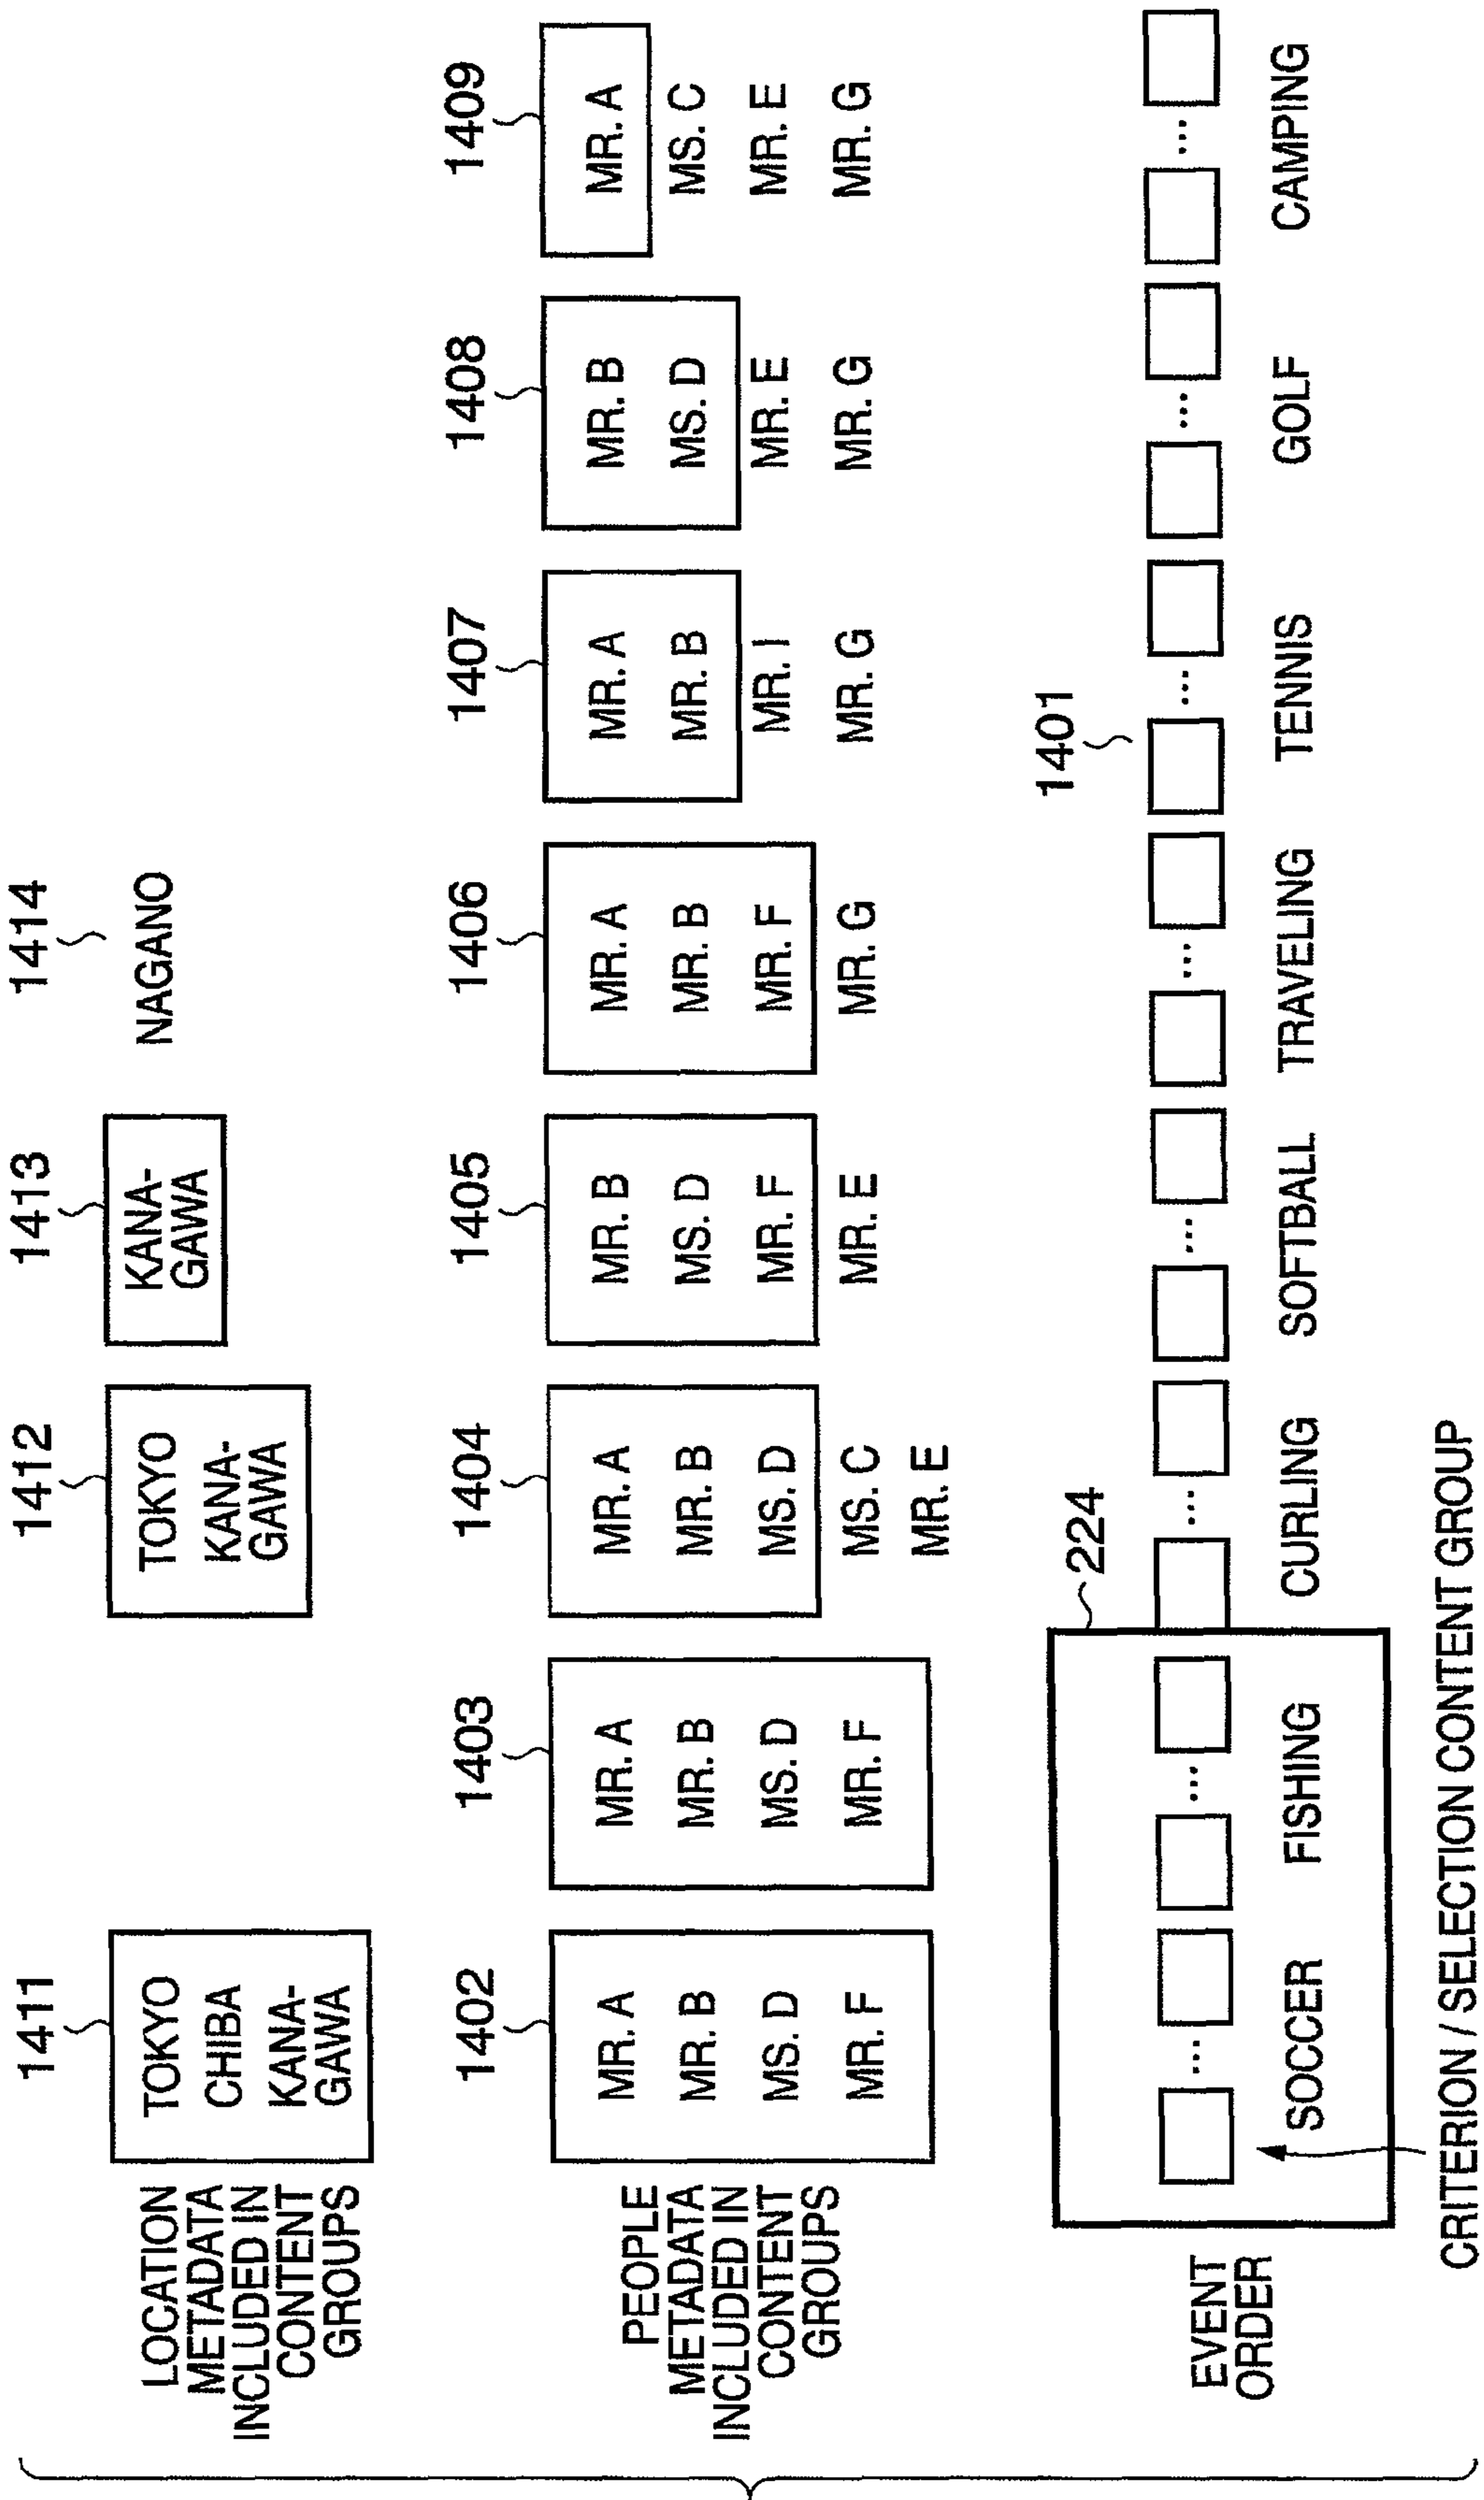 1411
1412
1413
1414
LOCATION
METADATA
INCLUDED IN
CONTENT
GROUPS
TOKYO
CHIBA
KANA-
GAWA
TOKYO
KANA-
GAWA
KANA-
GAWA
NAGANO
1402
1403
1404
1405
1406
1407
1408
1409
PEOPLE
METADATA
INCLUDED IN
CONTENT
GROUPS
MR. A
MR. B
MS. D
MR. F
MR. A
MR. B
MS. D
MR. F
MR. A
MR. B
MS. D
MS. C
MR. E
MR. B
MS. D
MR. F
MR. E
MR. A
MR. B
MR. F
MR. G
MR. A
MR. B
MR. I
MR. G
MR. B
MS. D
MR. E
MR. G
MR. A
MS. C
MR. E
MR. G
224
1401
EVENT
ORDER
...
...
...
...
...
...
...
...
SOCCER
FISHING
CURLING
SOFTBALL
TRAVELING
TENNIS
GOLF
CAMPING
CRITERION / SELECTION CONTENT GROUP